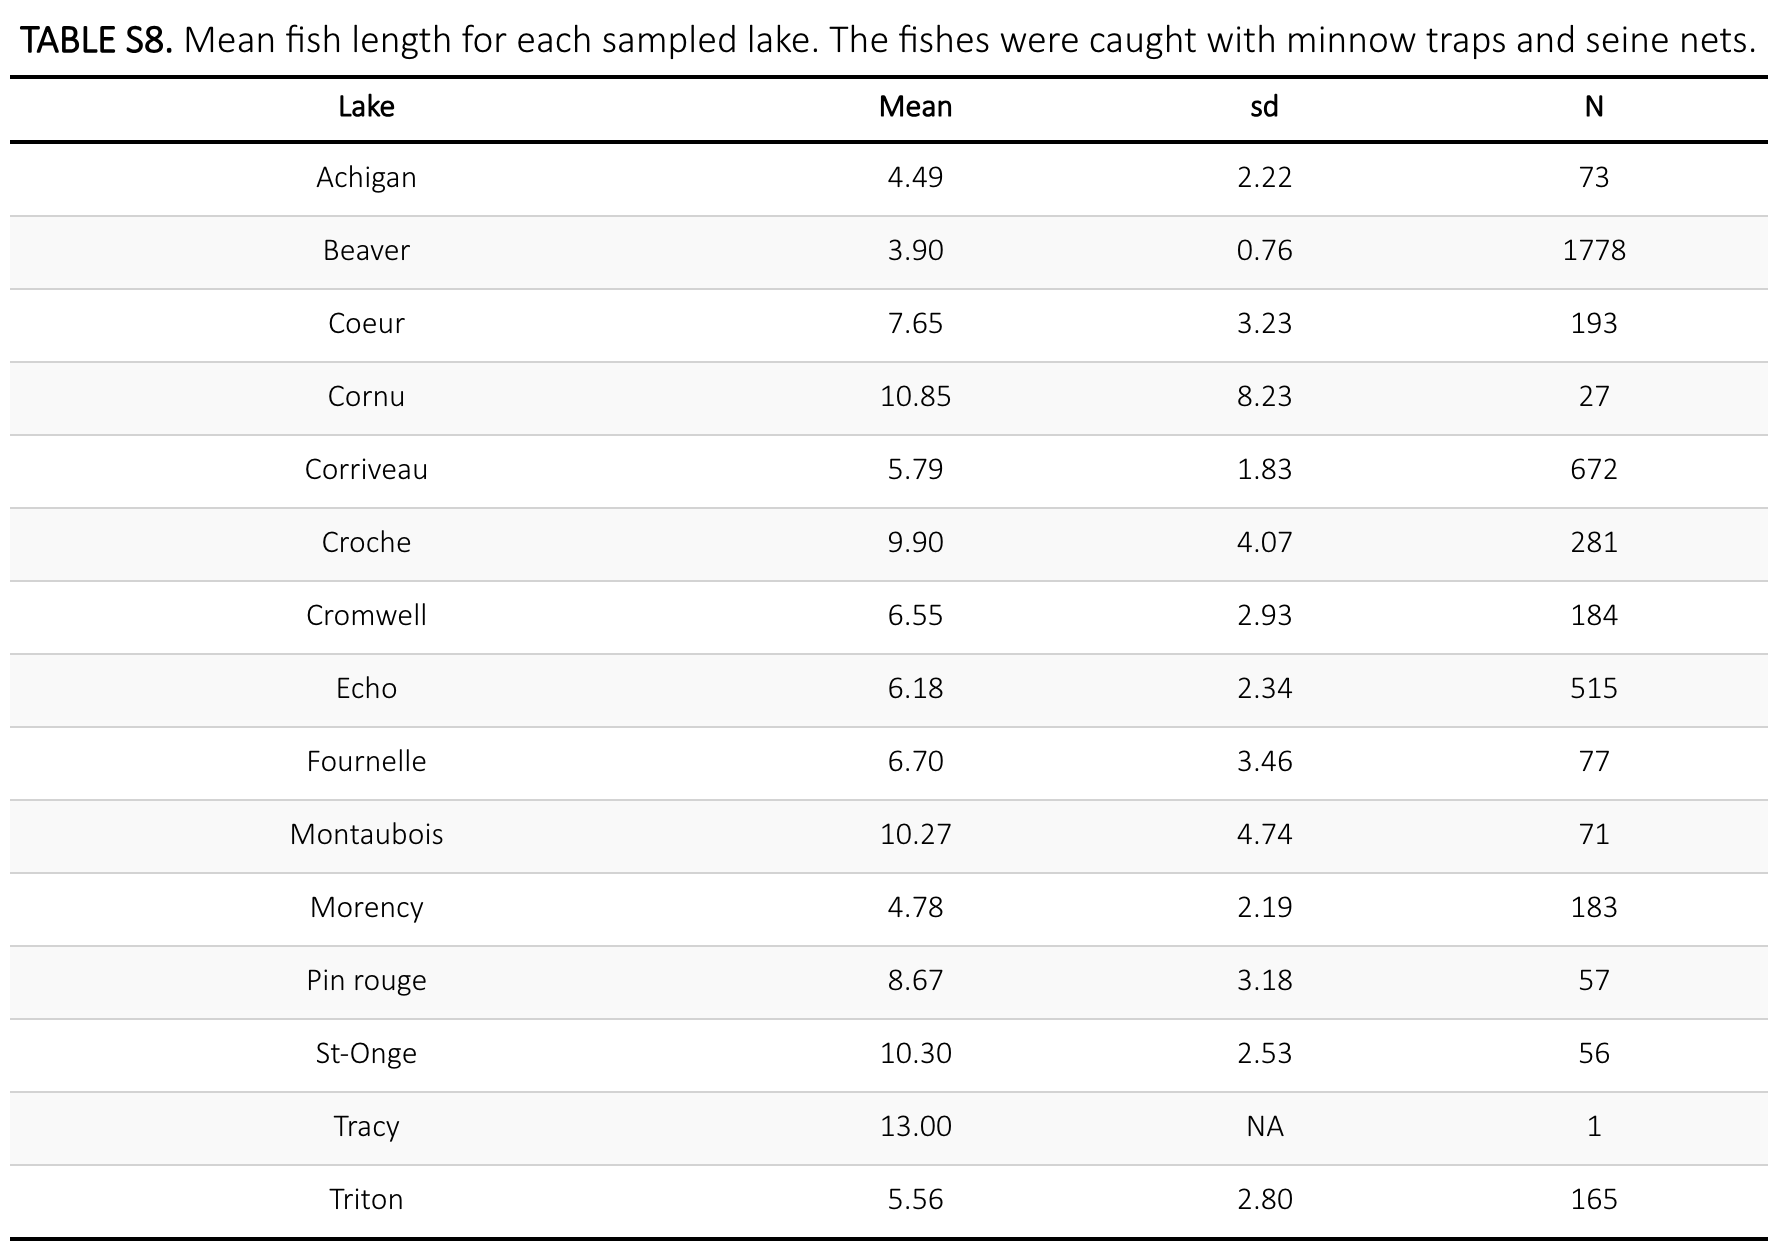 TABLE S8. Mean fish length for each sampled lake. The fishes were caught with minnow traps and seine nets.
Lake Mean sd N
Achigan 4.49 2.22 73
Beaver 3.90 0.76 1778
Coeur 7.65 3.23 193
Cornu 10.85 8.23 27
Corriveau 5.79 1.83 672
Croche 9.90 4.07 281
Cromwell 6.55 2.93 184
Echo 6.18 2.34 515
Fournelle 6.70 3.46 77
Montaubois 10.27 4.74 71
Morency 4.78 2.19 183
Pin rouge 8.67 3.18 57
St-Onge 10.30 2.53 56
Tracy 13.00 NA 1
Triton 5.56 2.80 165